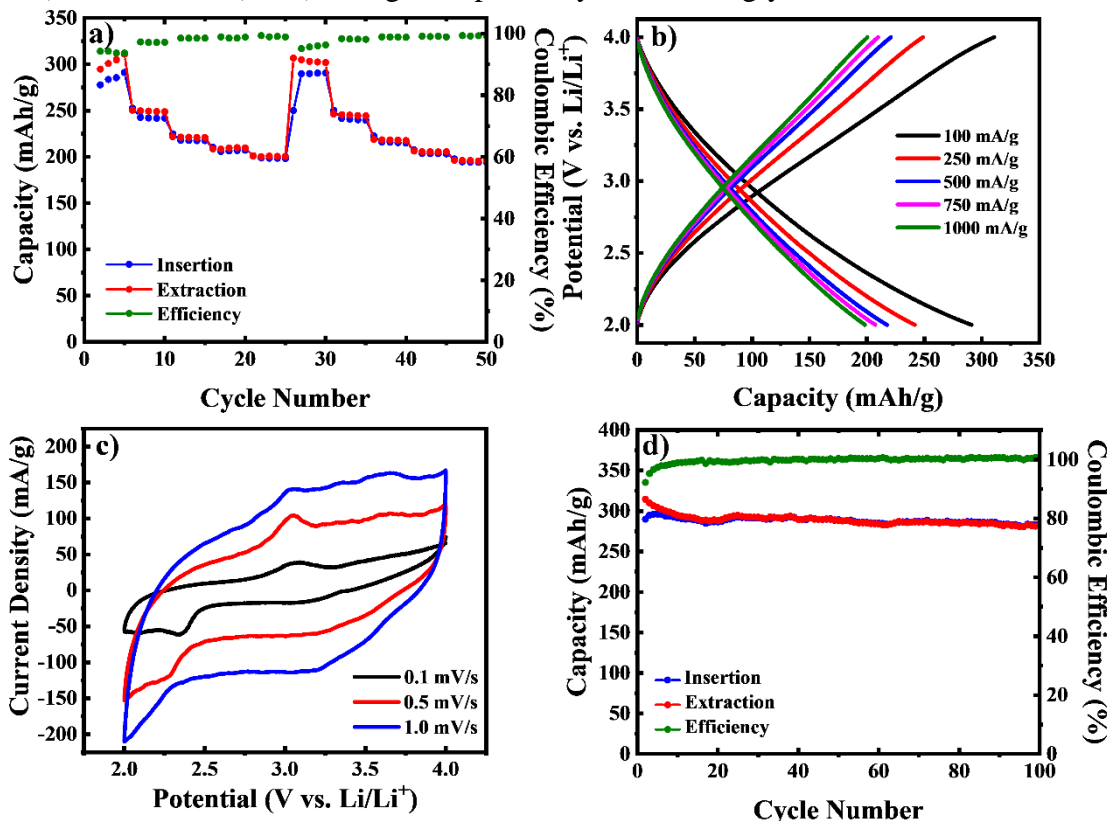 a)
Capacity (mAh/g)
350
300
250
200
150
100
50
0
0 10 20 30 40 50
Cycle Number
100
80
60
40
20
0
Coulombic Efficiency (%)
Insertion
Extraction
Efficiency
b)
Potential (V vs. Li/Li+)
4.0
3.5
3.0
2.5
2.0
0 50 100 150 200 250 300 350
Capacity (mAh/g)
100 mA/g
250 mA/g
500 mA/g
750 mA/g
1000 mA/g
c)
Current Density (mA/g)
200
150
100
50
0
-50
-100
-150
-200
2.0 2.5 3.0 3.5 4.0
Potential (V vs. Li/Li+)
0.1 mV/s
0.5 mV/s
1.0 mV/s
d)
Capacity (mAh/g)
400
350
300
250
200
150
100
50
0
0 20 40 60 80 100
Cycle Number
100
80
60
40
20
0
Coulombic Efficiency (%)
Insertion
Extraction
Efficiency